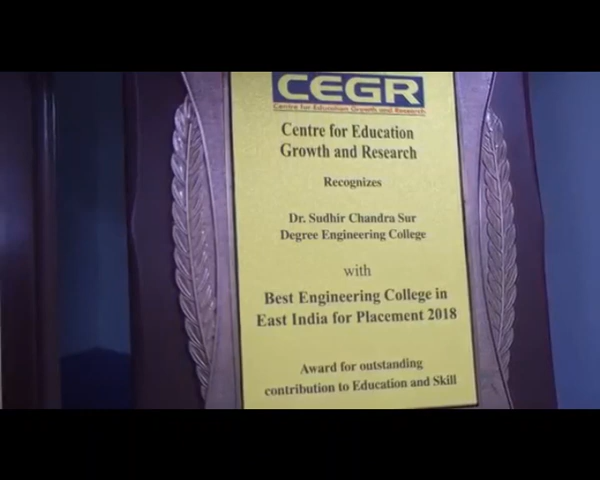 CEGR
Centre for Education Growth and Research
Centre for Education
Growth and Research
Recognizes
Dr. Sudhir Chandra Sur
Degree Engineering College
with
Best Engineering College in
East India for Placement 2018
Award for outstanding
contribution to Education and Skill